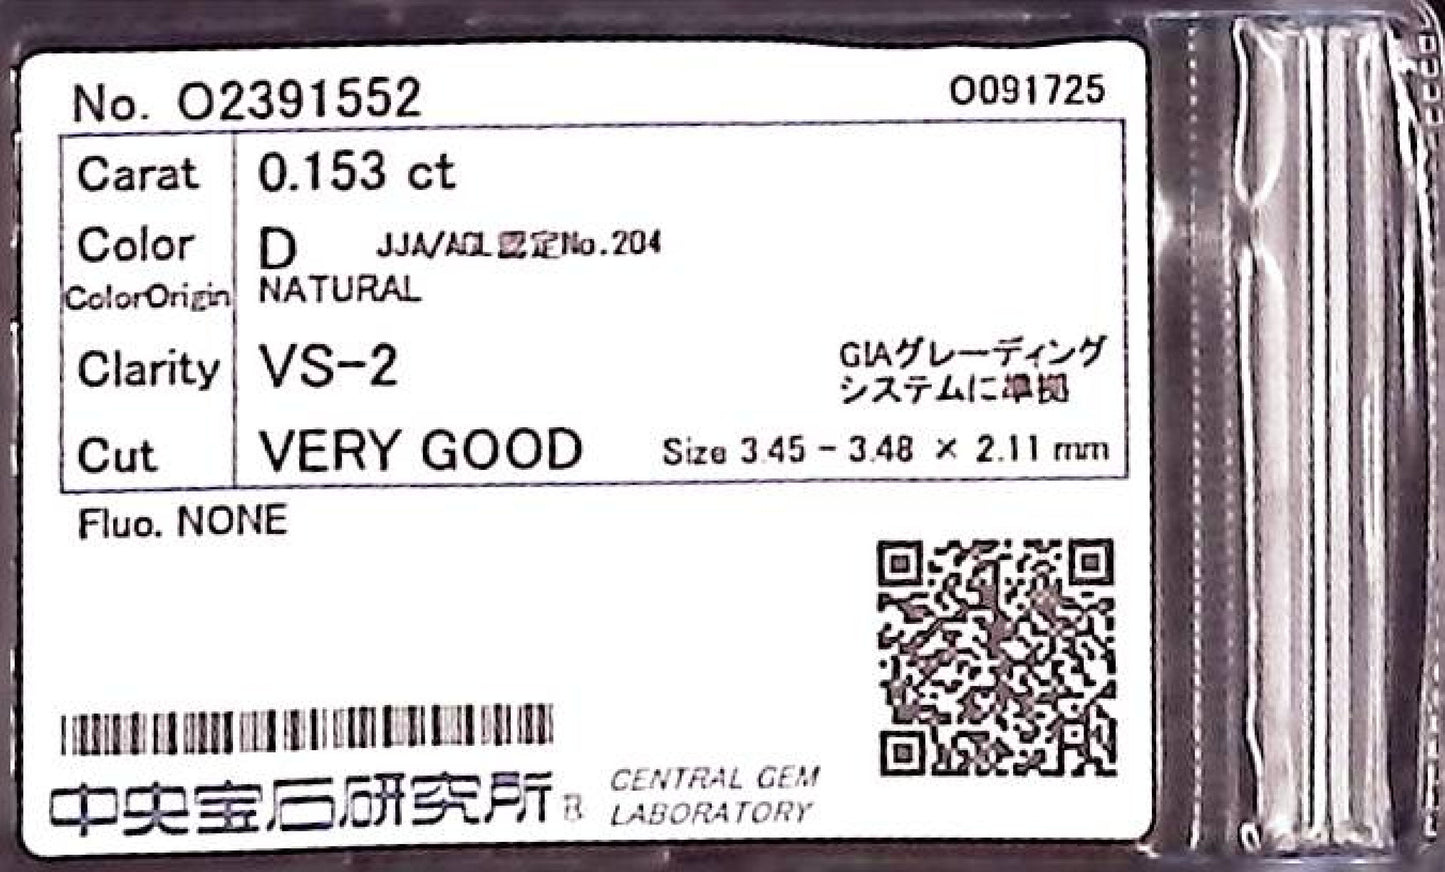 No. O2391552
O091725
Carat 0.153 ct
Color D JJA/AGL認定No.204
ColorOrigin NATURAL
Clarity VS-2
GIAグレーディング
システムに準拠
Cut VERY GOOD Size 3.45 - 3.48 × 2.11 mm
Fluo. NONE
中央宝石研究所
CENTRAL GEM
LABORATORY